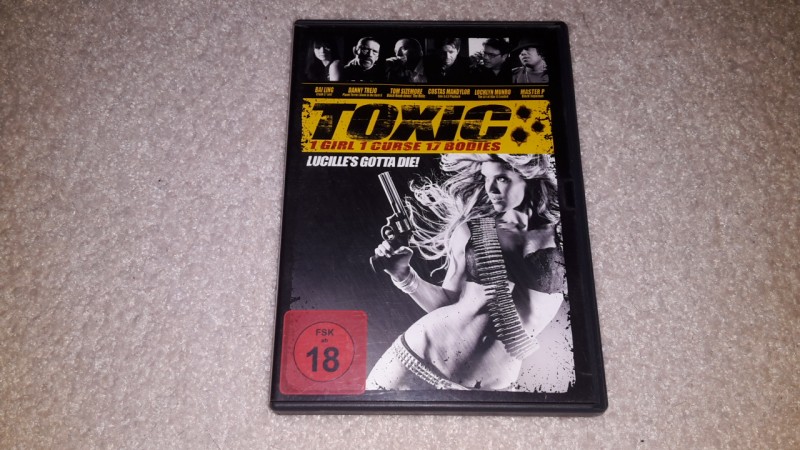 BAI LING DANNY TREJO TOM SIZEMORE COSTAS MANDYLOR LOCHLYN MUNRO MASTER P
TOXIC
1 GIRL 1 CURSE 17 BODIES
LUCILLE'S GOTTA DIE!
FSK
ab
18